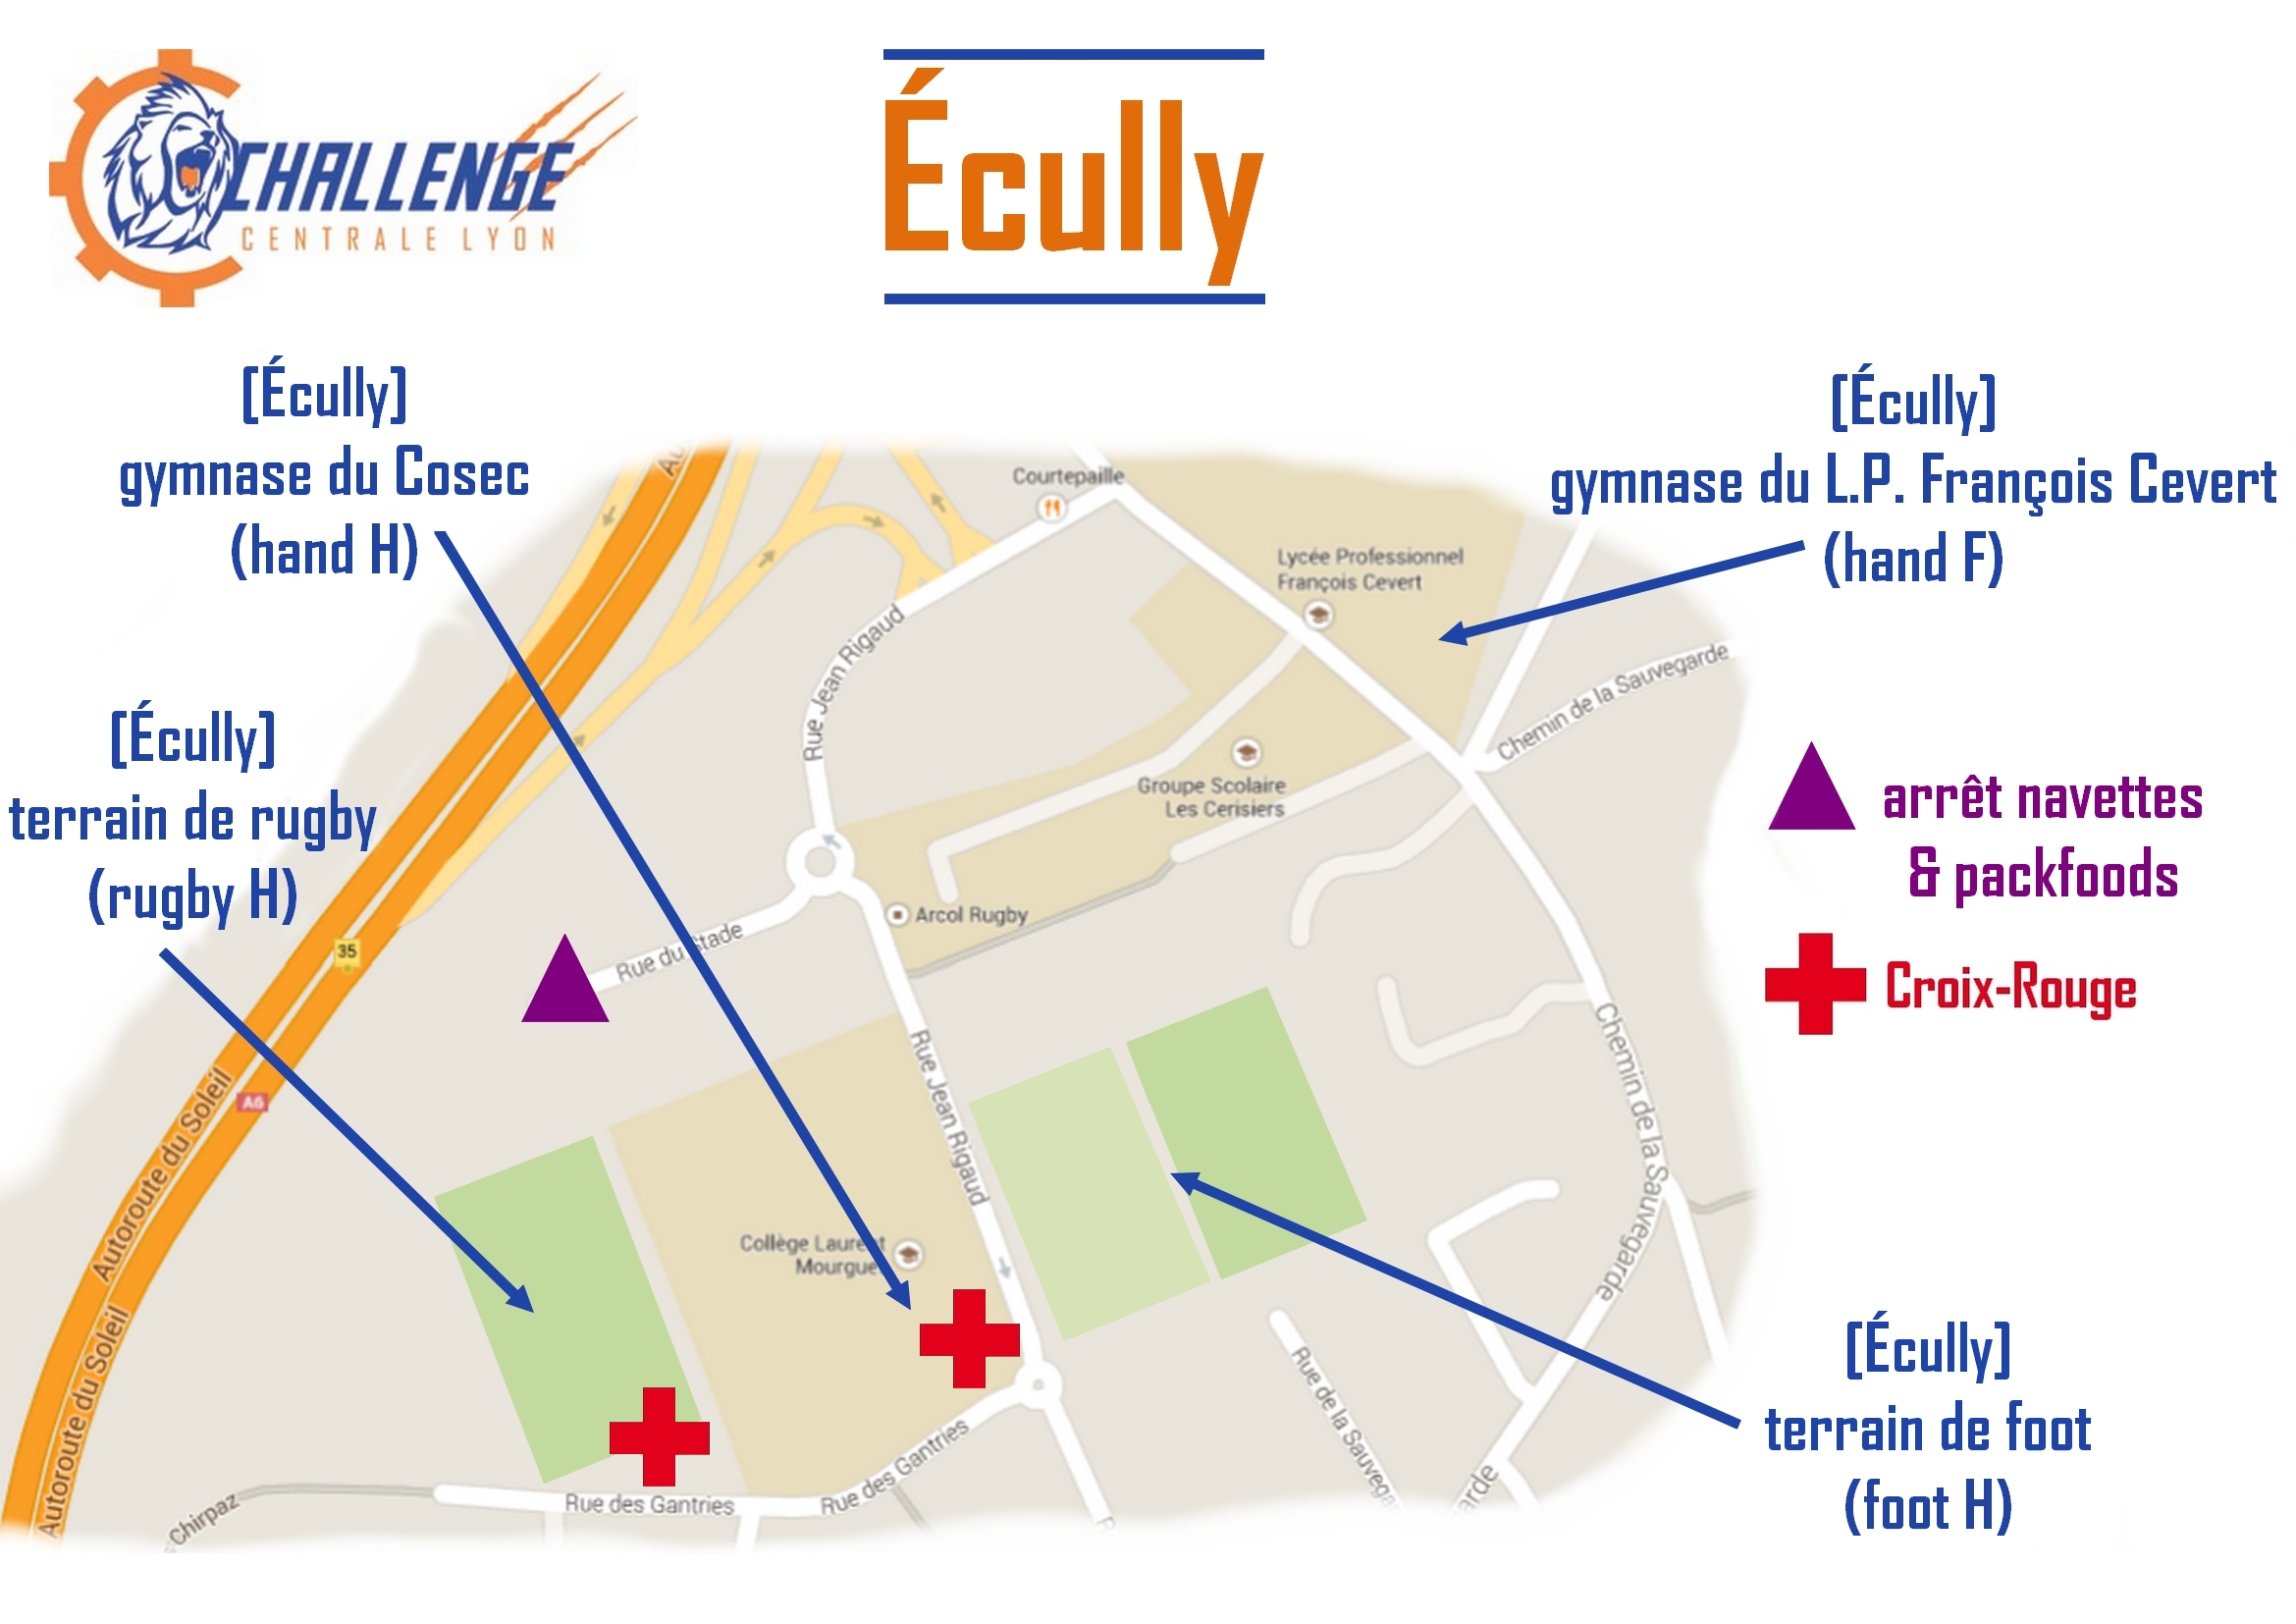 CHALLENGE
CENTRALE LYON
Écully
[Écully]
gymnase du Cosec
(hand H)
[Écully]
gymnase du L.P. François Cevert
(hand F)
[Écully]
terrain de rugby
(rugby H)
arrêt navettes
& packfoods
Croix-Rouge
[Écully]
terrain de foot
(foot H)
Au
Courtepaille
Lycée Professionnel
François Cevert
Rue Jean Rigaud
Chemin de la Sauvegarde
Groupe Scolaire
Les Cerisiers
Arcol Rugby
Rue du Stade
35
A6
Autoroute du Soleil
Autoroute du Soleil
Rue Jean Rigaud
Chemin de la Sauvegarde
Collège Laurent
Mourguet
Rue de la Sauvegar
arde
Rue des Gantries
Rue des Gantries
Chirpaz